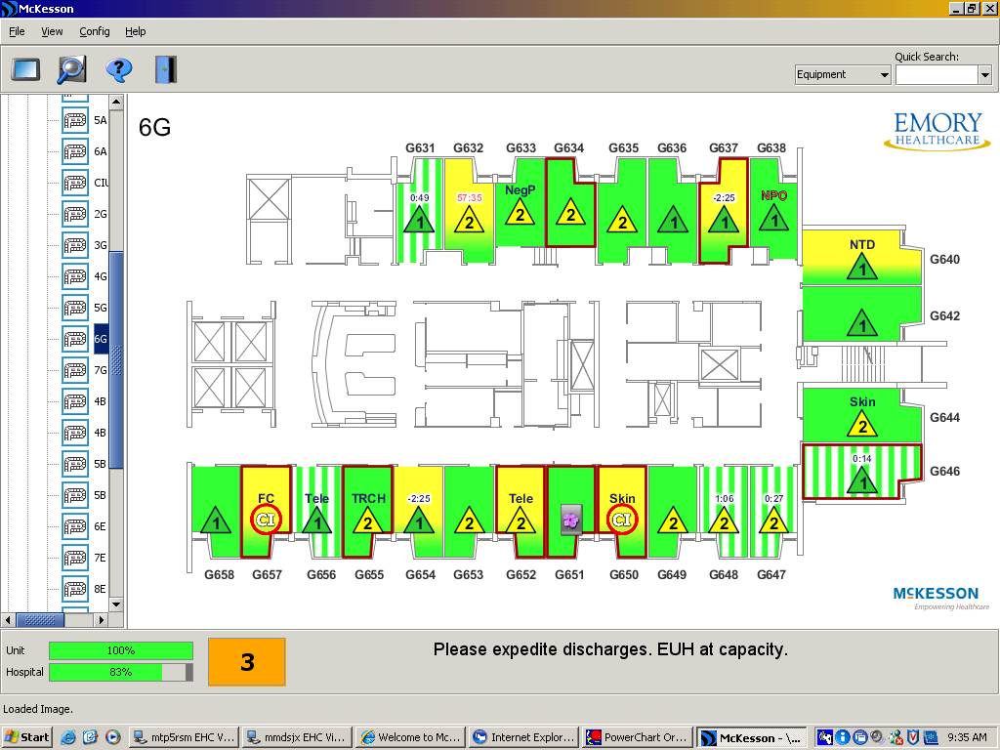 McKesson
File View Config Help
Quick Search:
Equipment
5A
6A
CIU
2G
3G
4G
5G
6G
7G
4B
4B
5B
5B
6E
7E
8E
6G
EMORY
HEALTHCARE
G631 G632 G633 G634 G635 G636 G637 G638
0:49 57:35 NegP -2:25 NPO
1 2 2 2 2 1 1 1
NTD
1
G640
1
G642
Skin
2
G644
0:14
1
G646
FC Tele TRCH -2:25 Tele Skin 1:06 0:27
1 CI 1 2 1 2 2 CI 2 2 2
G658 G657 G656 G655 G654 G653 G652 G651 G650 G649 G648 G647
McKESSON
Empowering Healthcare
Unit 100%
Hospital 83%
3
Please expedite discharges. EUH at capacity.
Loaded Image.
Start mtp5rsm EHC V... mmdsjx EHC Vi... Welcome to Mc... Internet Explor... PowerChart Or... McKesson - \... 9:35 AM